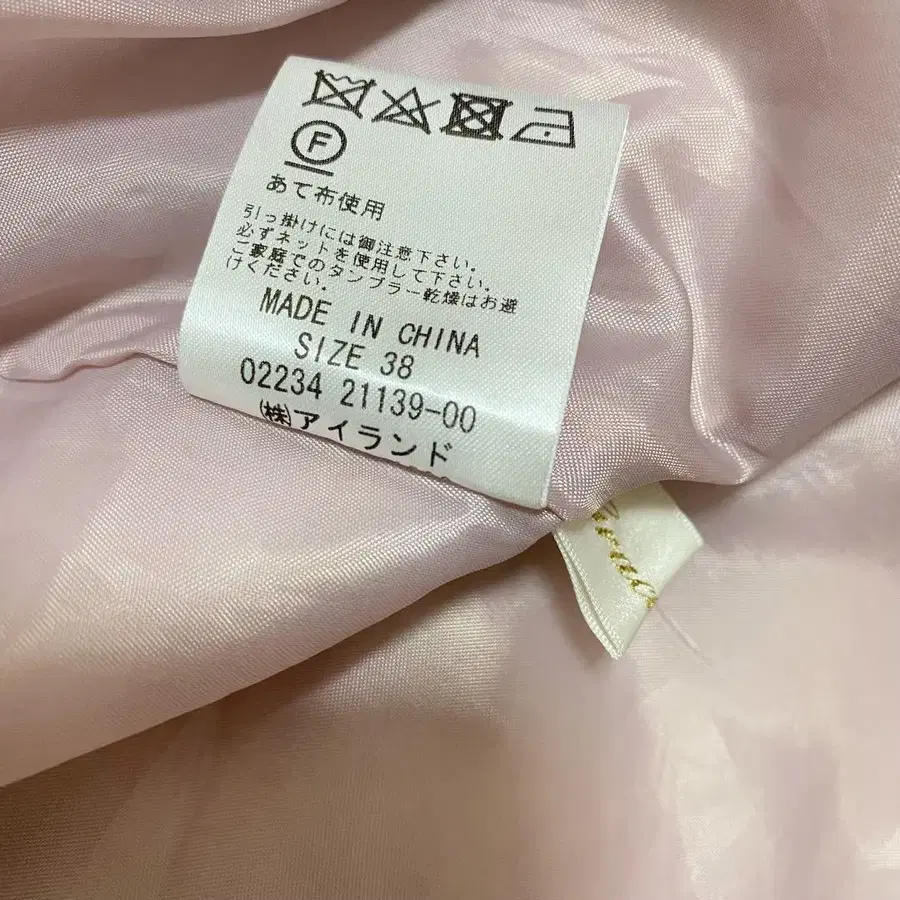 F
あて布使用
引っ掛けには御注意下さい。
必ずネットを使用して下さい。
ご家庭でのタンブラー乾燥はお避
けください。
MADE IN CHINA
SIZE 38
02234 21139-00
㈱アイランド